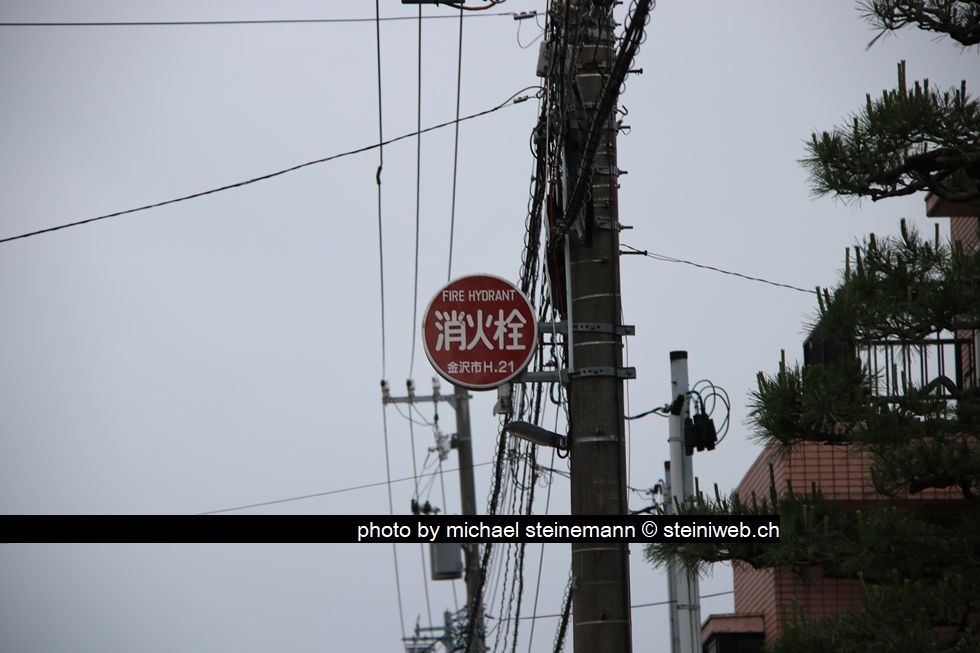 FIRE HYDRANT
消火栓
金沢市H.21
photo by michael steinemann © steiniweb.ch